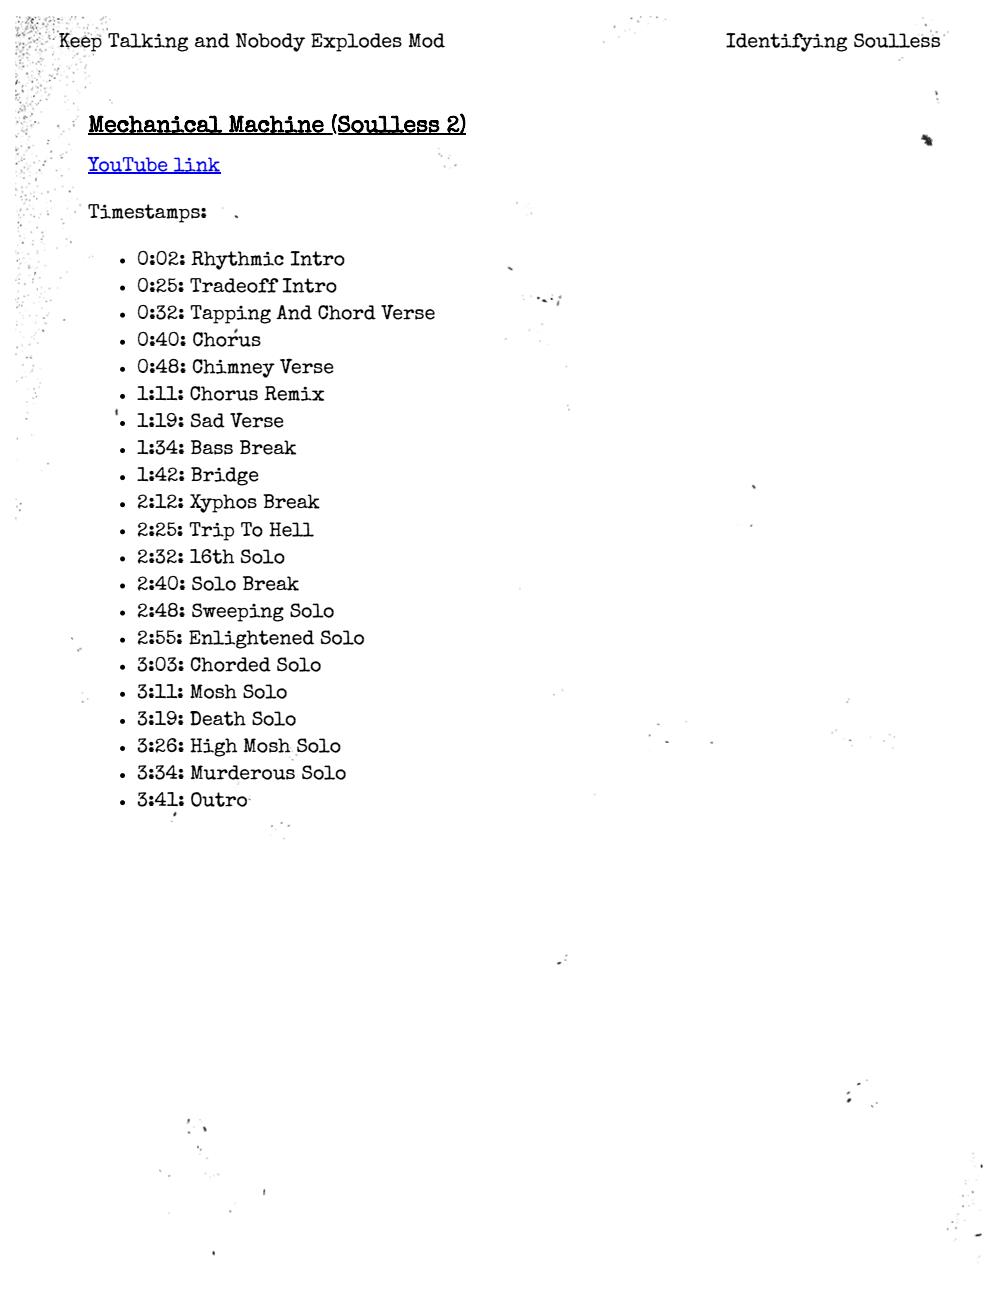 Keep Talking and Nobody Explodes Mod
Identifying Soulless
Mechanical Machine (Soulless 2)
YouTube link
Timestamps:
• 0:02: Rhythmic Intro
• 0:25: Tradeoff Intro
• 0:32: Tapping And Chord Verse
• 0:40: Chorus
• 0:48: Chimney Verse
• 1:11: Chorus Remix
• 1:19: Sad Verse
• 1:34: Bass Break
• 1:42: Bridge
• 2:12: Xyphos Break
• 2:25: Trip To Hell
• 2:32: 16th Solo
• 2:40: Solo Break
• 2:48: Sweeping Solo
• 2:55: Enlightened Solo
• 3:03: Chorded Solo
• 3:11: Mosh Solo
• 3:19: Death Solo
• 3:26: High Mosh Solo
• 3:34: Murderous Solo
• 3:41: Outro